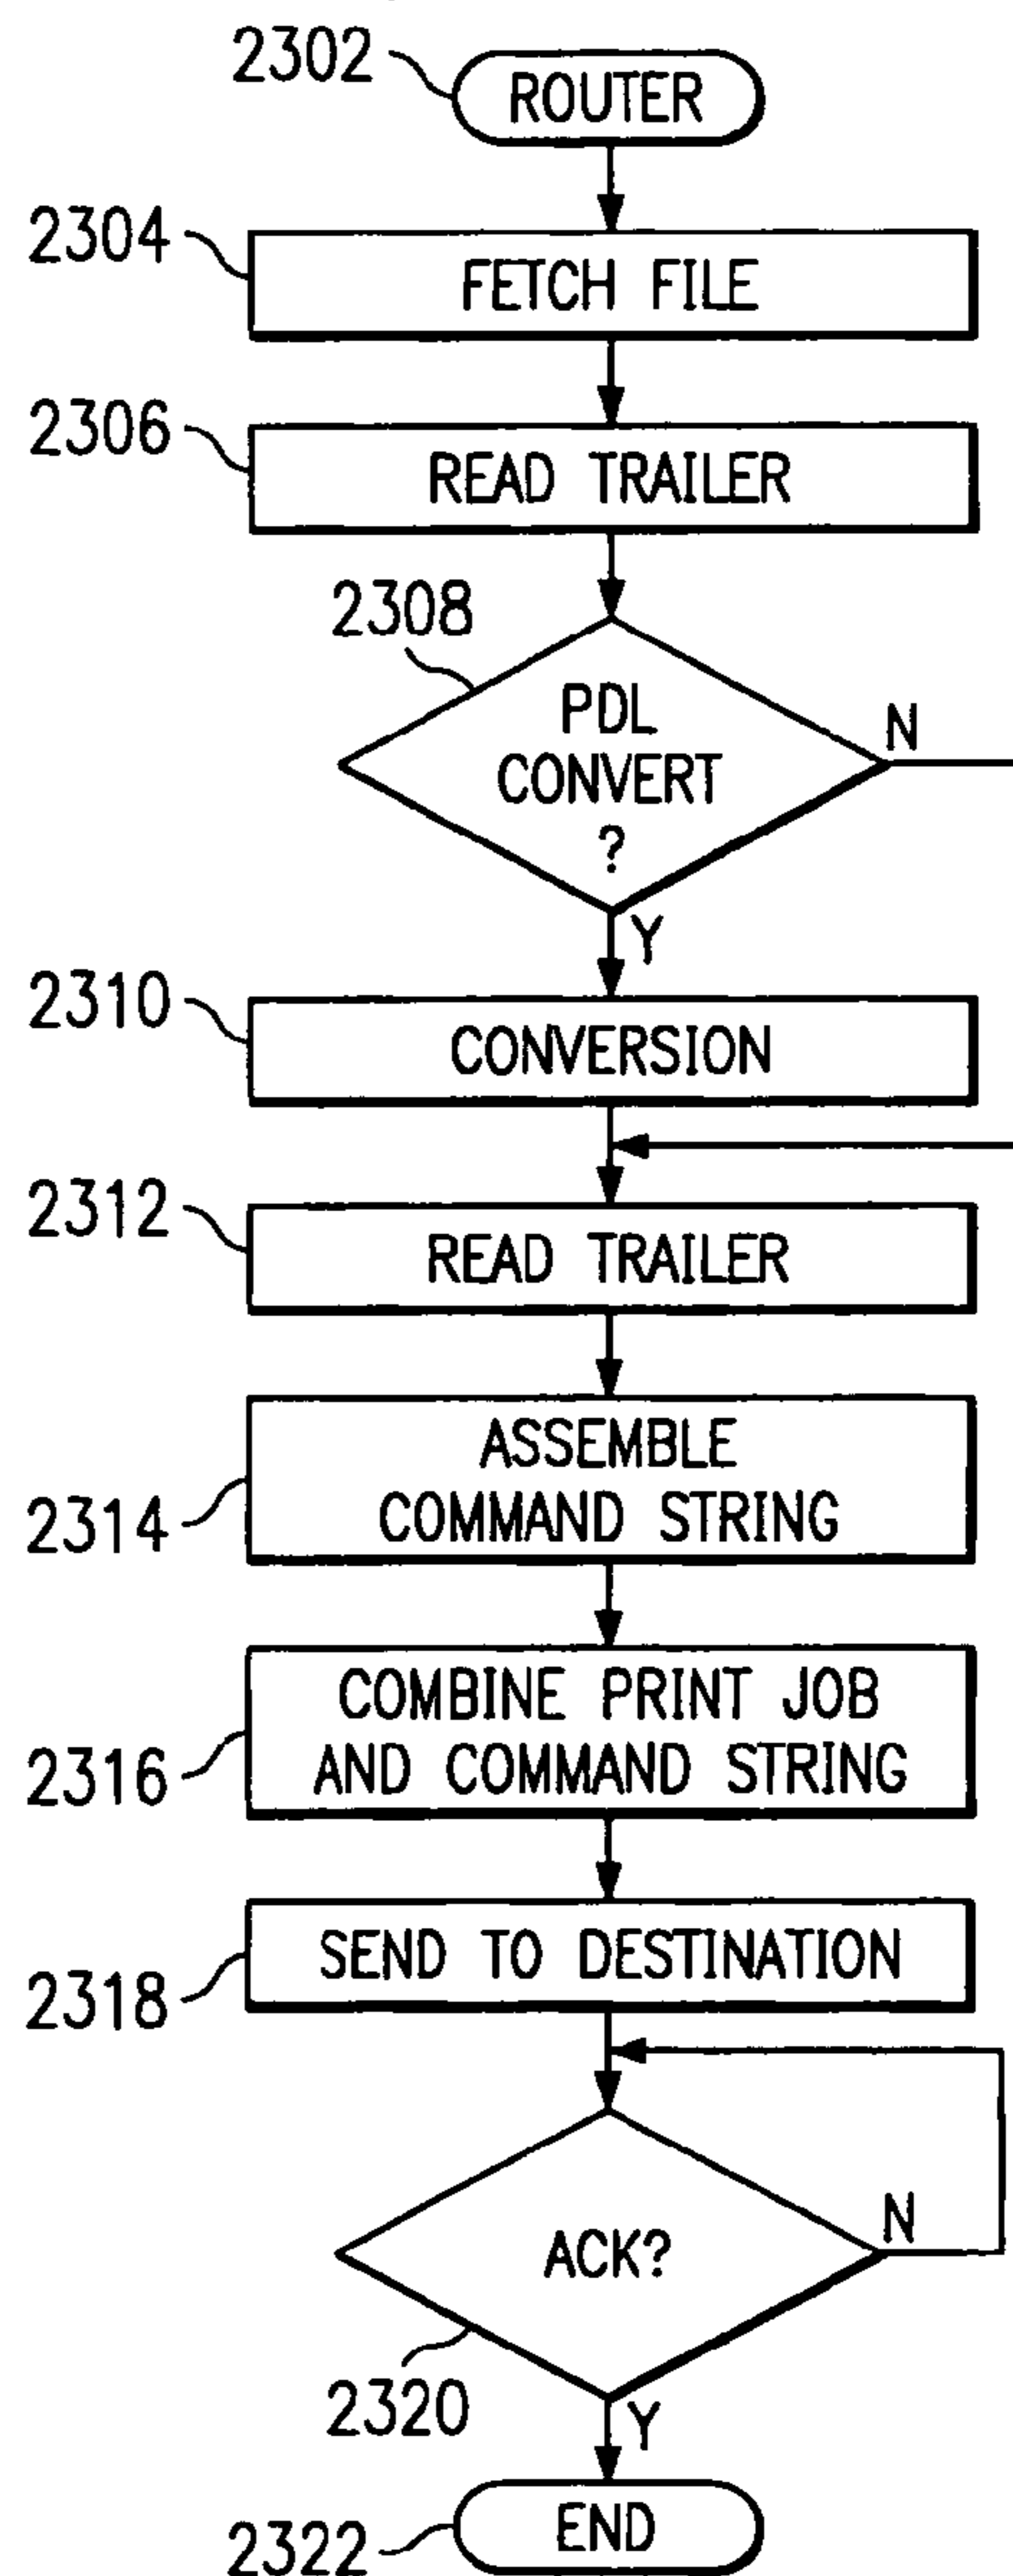 2302
ROUTER
2304
FETCH FILE
2306
READ TRAILER
2308
PDL
CONVERT
?
N
Y
2310
CONVERSION
2312
READ TRAILER
ASSEMBLE
COMMAND STRING
2314
COMBINE PRINT JOB
AND COMMAND STRING
2316
SEND TO DESTINATION
2318
ACK?
N
2320
Y
END
2322